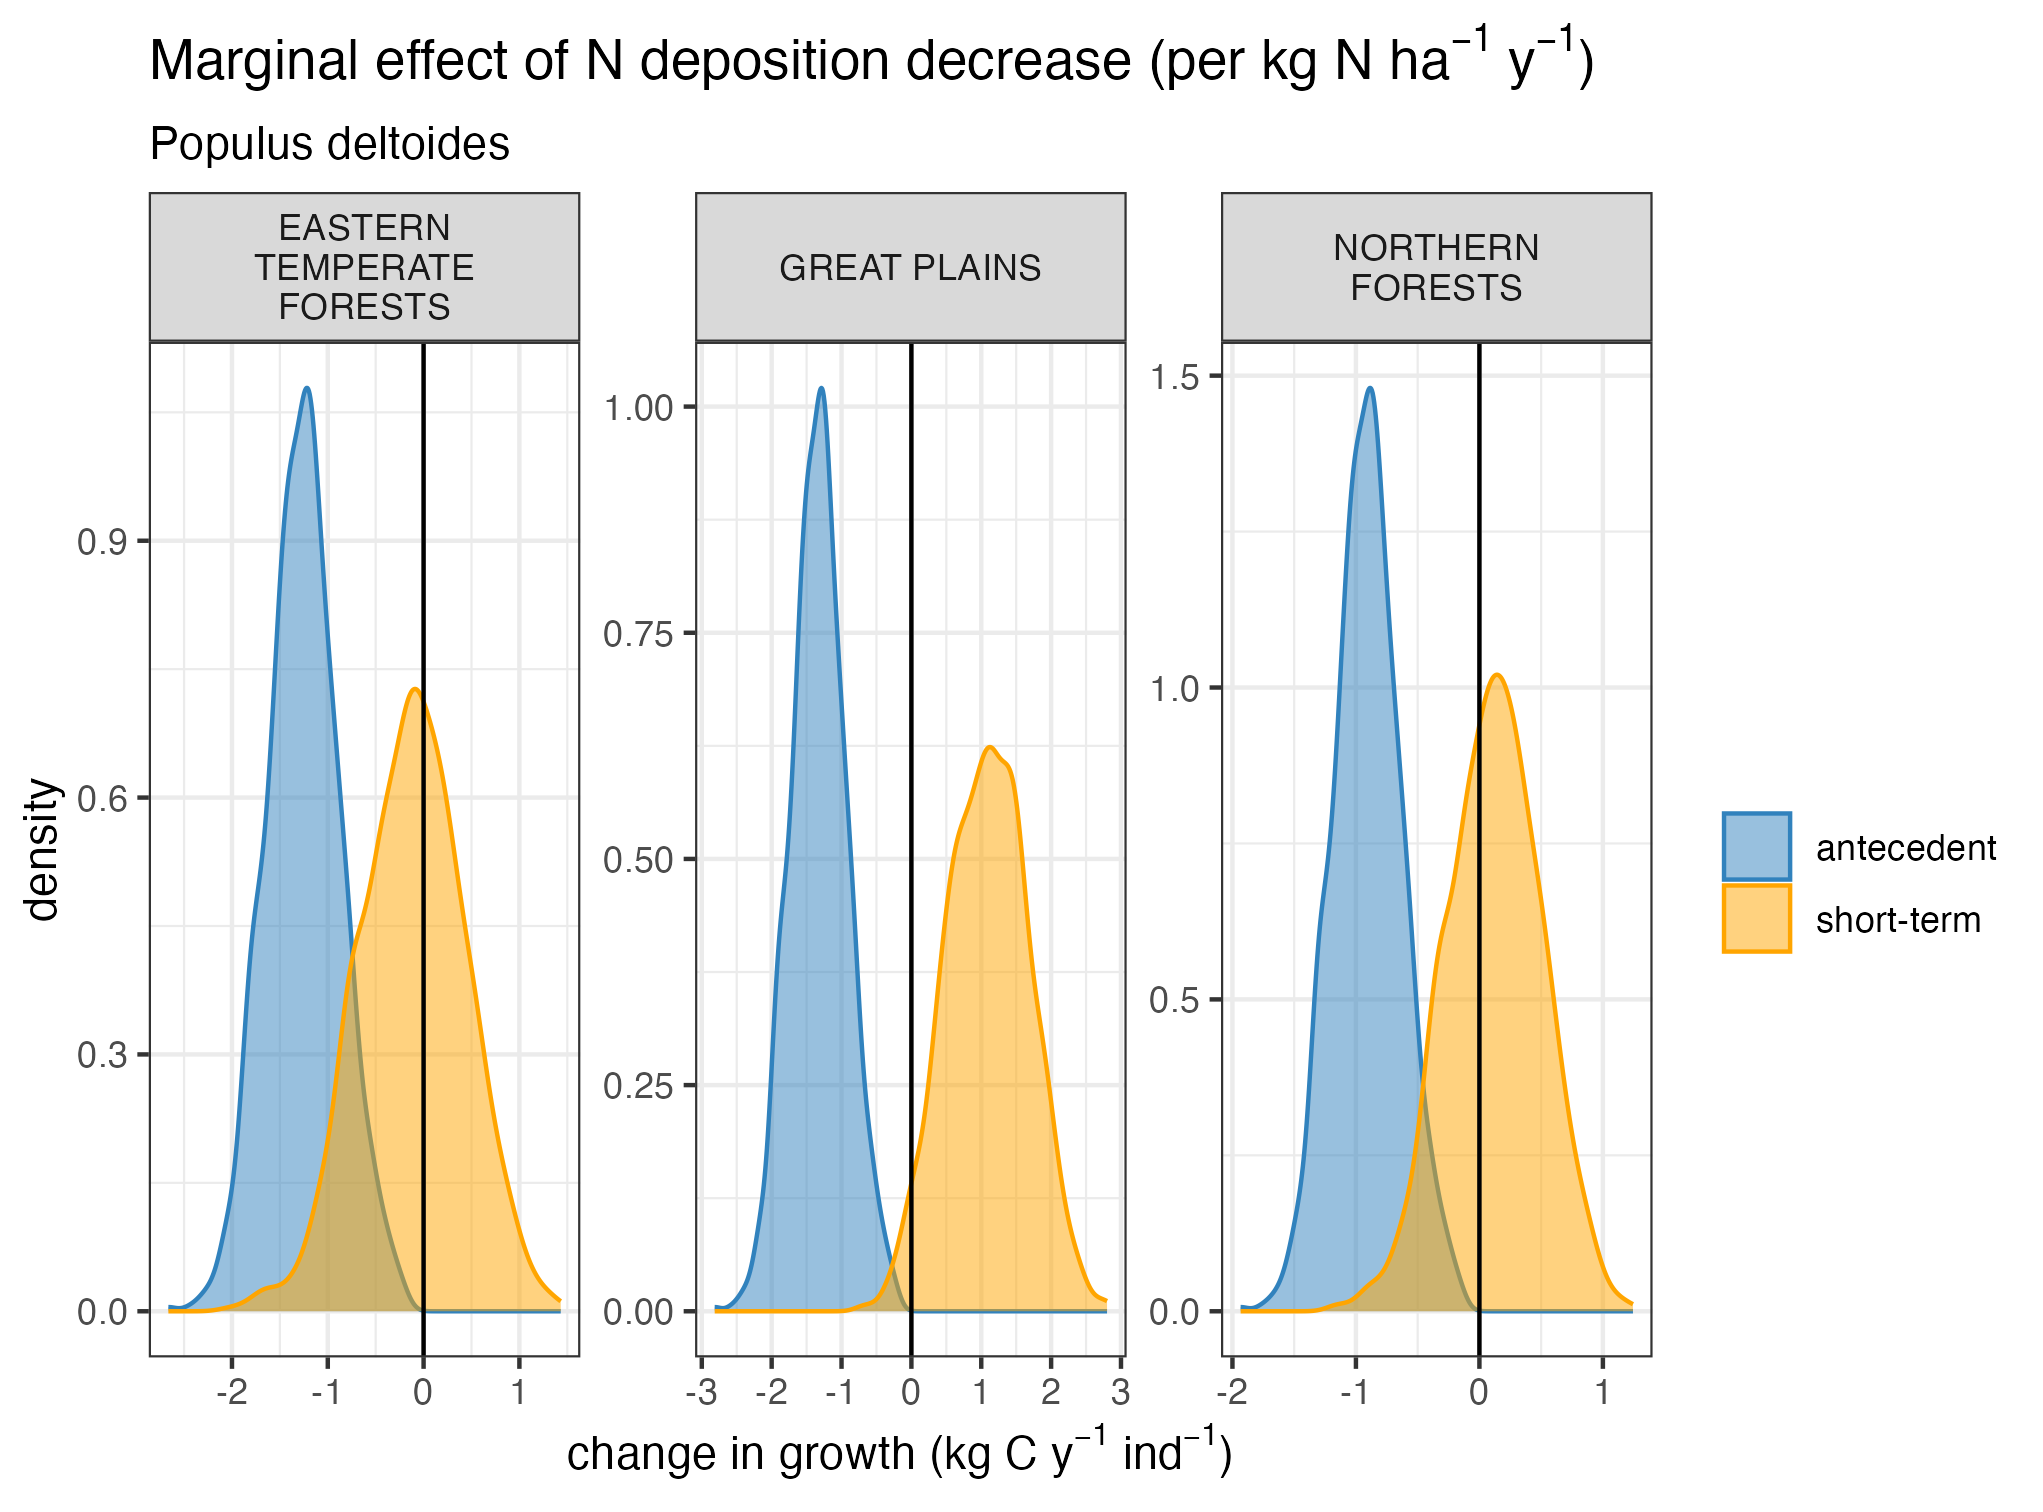 Marginal effect of N deposition decrease (per kg N ha⁻¹ y⁻¹)
Populus deltoides
EASTERN
TEMPERATE
FORESTS
GREAT PLAINS
NORTHERN
FORESTS
density
0.9
0.6
0.3
0.0
-2 -1 0 1
1.00
0.75
0.50
0.25
0.00
-3 -2 -1 0 1 2 3
1.5
1.0
0.5
0.0
-2 -1 0 1
change in growth (kg C y⁻¹ ind⁻¹)
antecedent
short-term